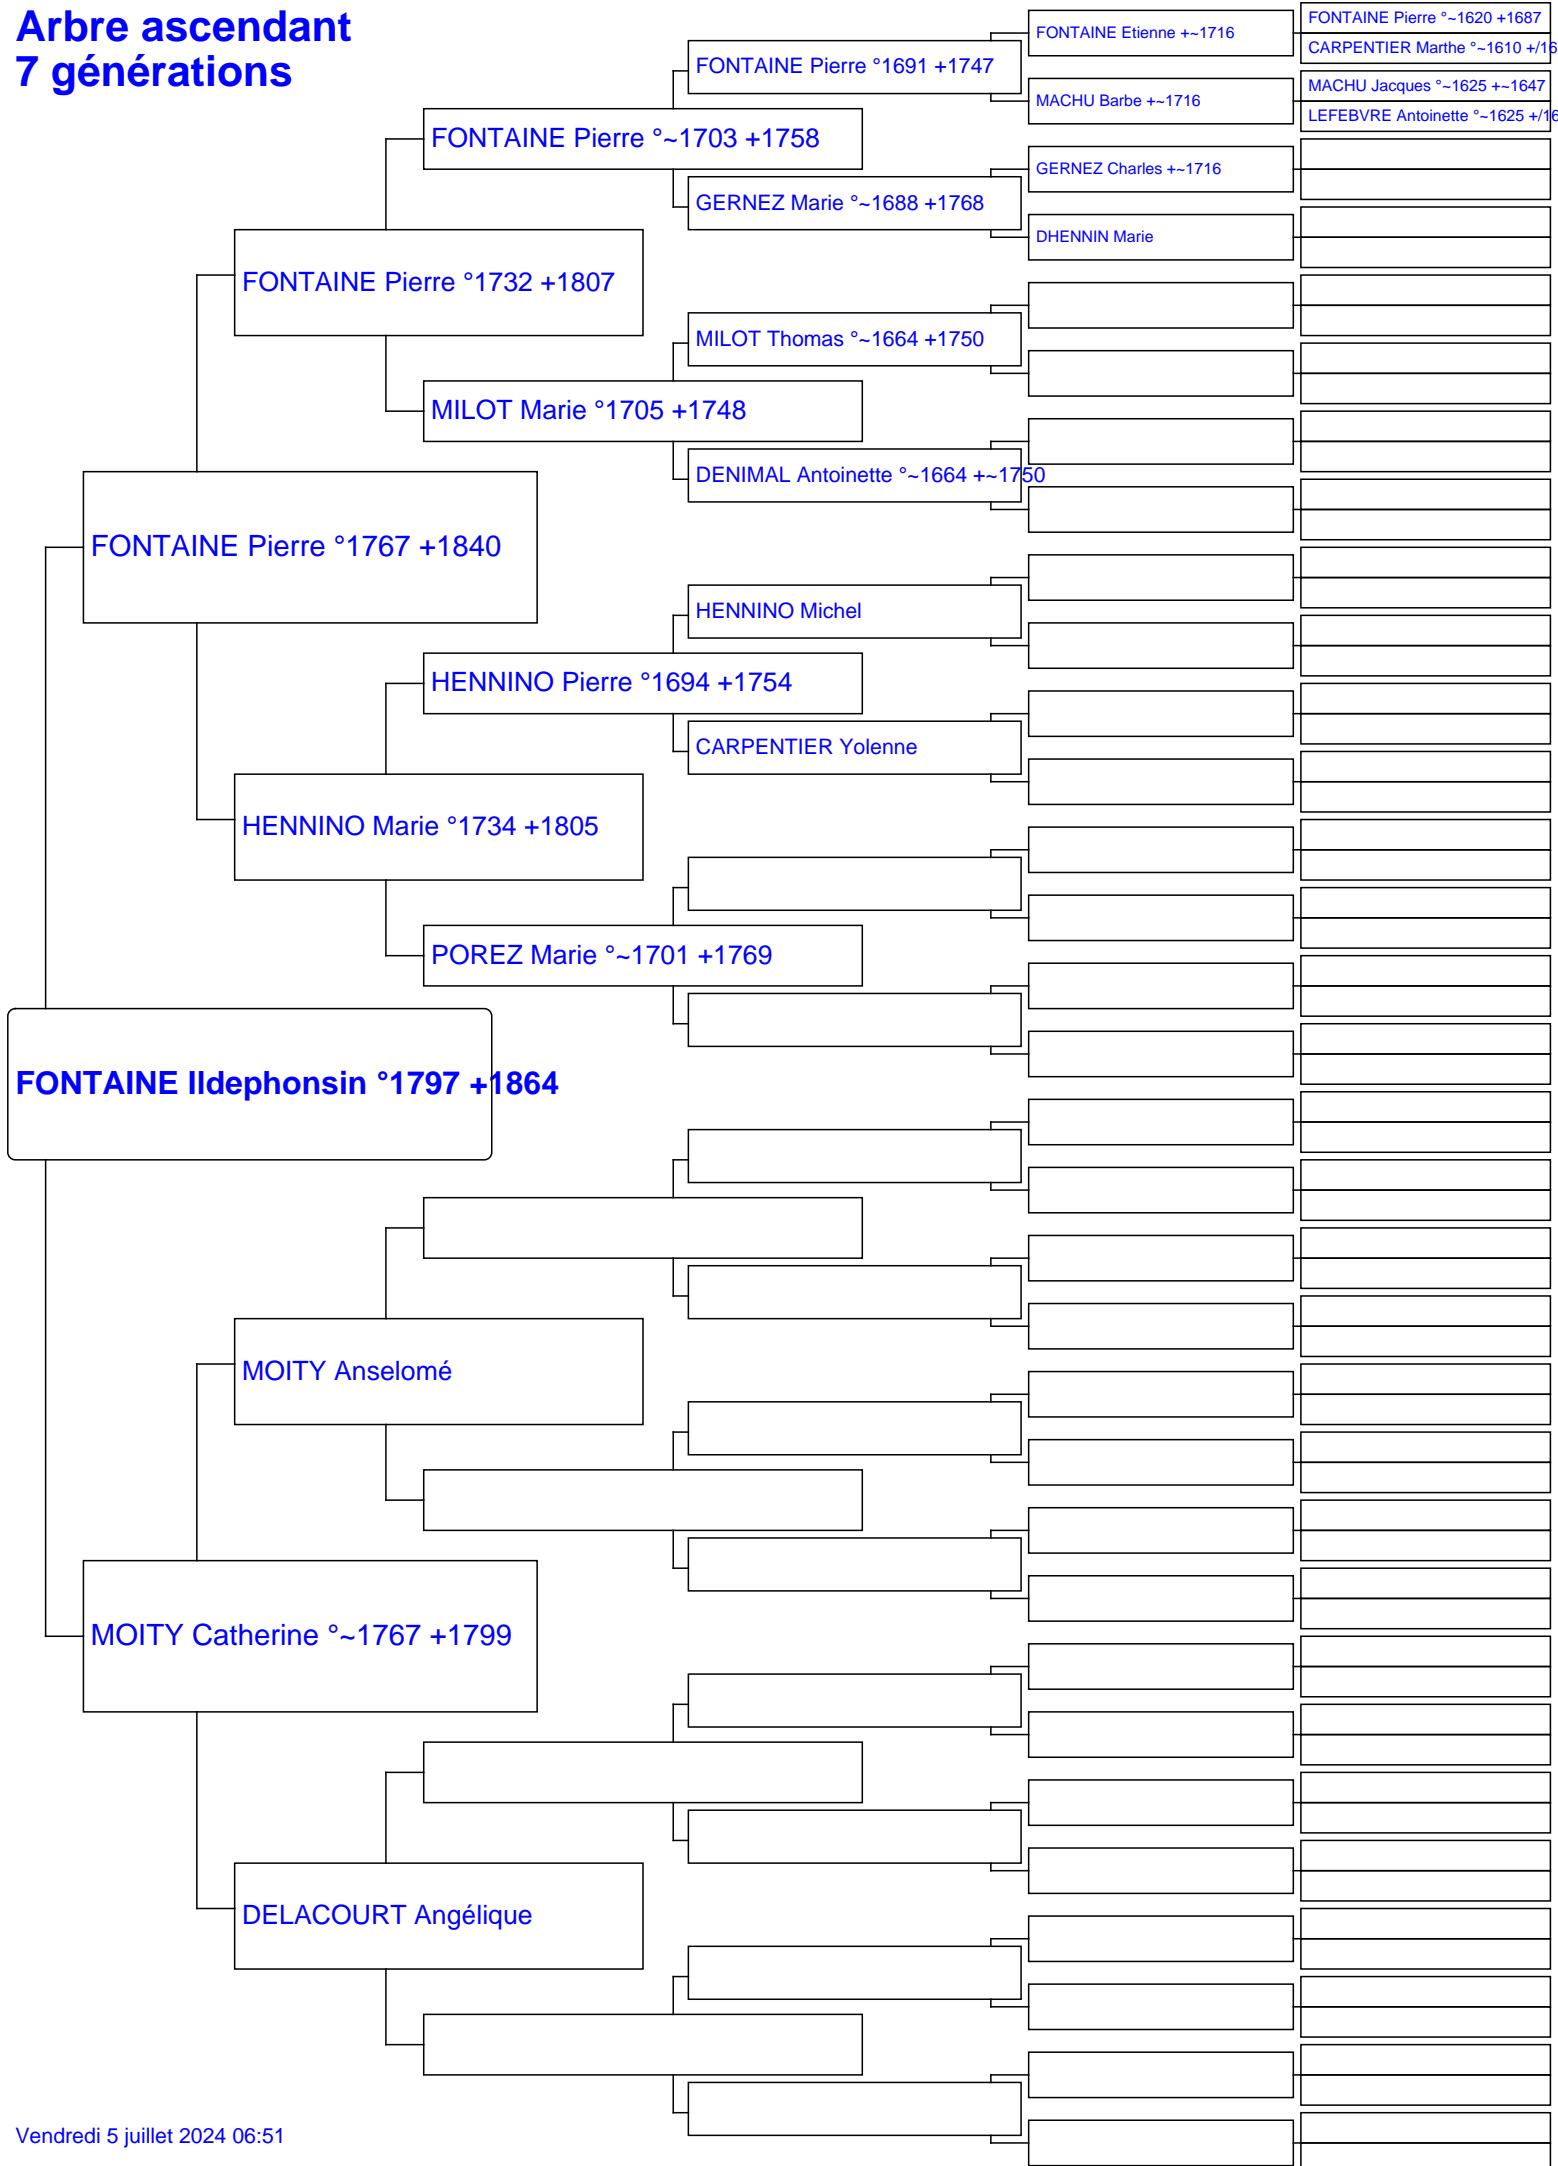 Arbre ascendant
7 générations
FONTAINE Pierre °~1620 +1687
FONTAINE Etienne +~1716
CARPENTIER Marthe °~1610 +/16
FONTAINE Pierre °1691 +1747
MACHU Jacques °~1625 +~1647
MACHU Barbe +~1716
LEFEBVRE Antoinette °~1625 +/16
FONTAINE Pierre °~1703 +1758
GERNEZ Charles +~1716
GERNEZ Marie °~1688 +1768
DHENNIN Marie
FONTAINE Pierre °1732 +1807
MILOT Thomas °~1664 +1750
MILOT Marie °1705 +1748
DENIMAL Antoinette °~1664 +~1750
FONTAINE Pierre °1767 +1840
HENNINO Michel
HENNINO Pierre °1694 +1754
CARPENTIER Yolenne
HENNINO Marie °1734 +1805
POREZ Marie °~1701 +1769
FONTAINE Ildephonsin °1797 +1864
MOITY Anselomé
MOITY Catherine °~1767 +1799
DELACOURT Angélique
Vendredi 5 juillet 2024 06:51